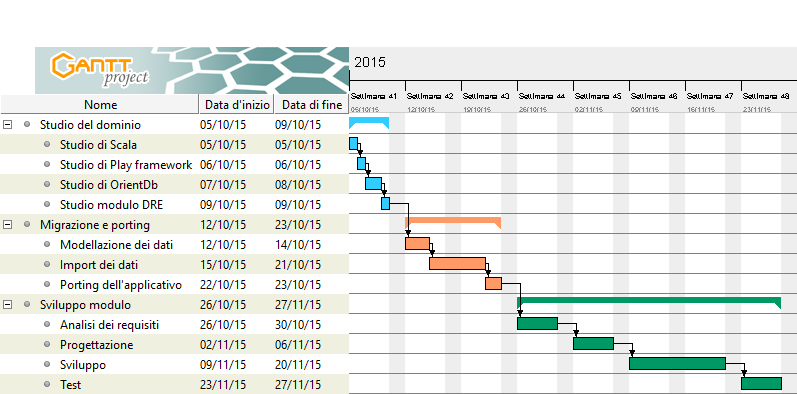 GANTT
project
2015
Settimana 41 Settimana 42 Settimana 43 Settimana 44 Settimana 45 Settimana 46 Settimana 47 Settimana 48
05/10/15 12/10/15 19/10/15 26/10/15 02/11/15 09/11/15 16/11/15 23/11/15
Nome Data d'inizio Data di fine
Studio del dominio 05/10/15 09/10/15
Studio di Scala 05/10/15 05/10/15
Studio di Play framework 06/10/15 06/10/15
Studio di OrientDb 07/10/15 08/10/15
Studio modulo DRE 09/10/15 09/10/15
Migrazione e porting 12/10/15 23/10/15
Modellazione dei dati 12/10/15 14/10/15
Import dei dati 15/10/15 21/10/15
Porting dell'applicativo 22/10/15 23/10/15
Sviluppo modulo 26/10/15 27/11/15
Analisi dei requisiti 26/10/15 30/10/15
Progettazione 02/11/15 06/11/15
Sviluppo 09/11/15 20/11/15
Test 23/11/15 27/11/15